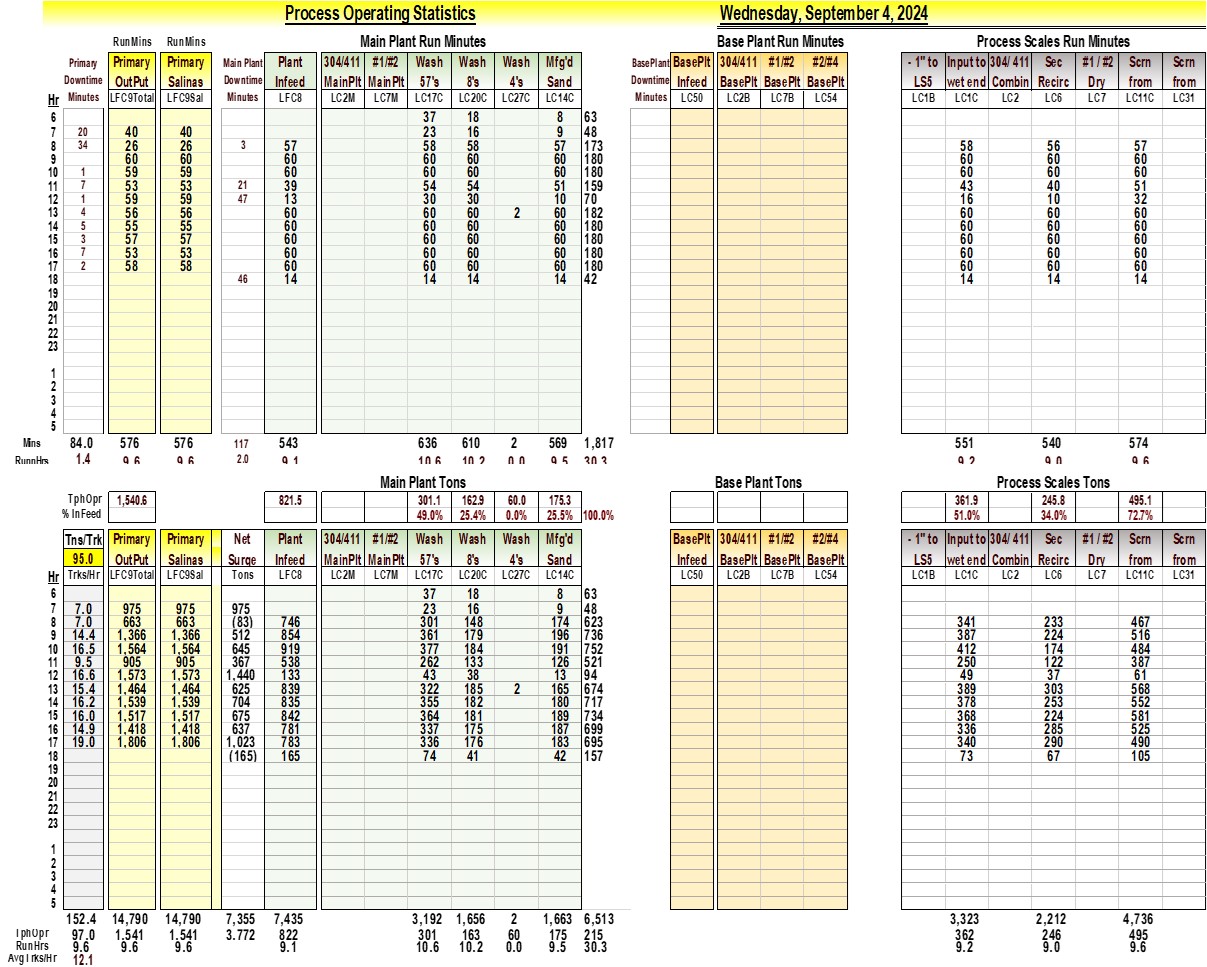 Process Operating Statistics Wednesday, September 4, 2024
RunMins RunMins Main Plant Run Minutes Base Plant Run Minutes Process Scales Run Minutes
Primary Primary Primary Main Plant Plant 304/411 #1/#2 Wash Wash Wash Mfg'd BasePlant BasePlt 304/411 #1/#2 #2/#4 - 1" to Input to 304/ 411 Sec #1 / #2 Scrn Scrn
Downtime OutPut Salinas Downtime Infeed MainPlt MainPlt 57's 8's 4's Sand Downtime Infeed BasePlt BasePlt BasePlt LS5 wet end Combin Recirc Dry from from
Hr Minutes LFC9Total LFC9Sal Minutes LFC8 LC2M LC7M LC17C LC20C LC27C LC14C Minutes LC50 LC2B LC7B LC54 LC1B LC1C LC2 LC6 LC7 LC11C LC31
6 37 18 8 63
7 20 40 40 23 16 9 48
8 34 26 26 3 57 58 58 57 173 58 56 57
9 60 60 60 60 60 60 180 60 60 60
10 1 59 59 60 60 60 60 180 60 60 60
11 7 53 53 21 39 54 54 51 159 43 40 51
12 1 59 59 47 13 30 30 10 70 16 10 32
13 4 56 56 60 60 60 2 60 182 60 60 60
14 5 55 55 60 60 60 60 180 60 60 60
15 3 57 57 60 60 60 60 180 60 60 60
16 7 53 53 60 60 60 60 180 60 60 60
17 2 58 58 60 60 60 60 180 60 60 60
18 46 14 14 14 14 42 14 14 14
19
20
21
22
23
1
2
3
4
5
Mins 84.0 576 576 117 543 636 610 2 569 1,817 551 540 574
RunnHrs 1.4 9.6 9.6 2.0 9.1 10.6 10.2 0.0 9.5 30.3 9.2 9.0 9.6
Main Plant Tons Base Plant Tons Process Scales Tons
TphOpr 1,540.6 821.5 301.1 162.9 60.0 175.3 361.9 245.8 495.1
% InFeed 49.0% 25.4% 0.0% 25.5% 100.0% 51.0% 34.0% 72.7%
Tns/Trk Primary Primary Net Plant 304/411 #1/#2 Wash Wash Wash Mfg'd BasePlt 304/411 #1/#2 #2/#4 - 1" to Input to 304/ 411 Sec #1 / #2 Scrn Scrn
95.0 OutPut Salinas Surge Infeed MainPlt MainPlt 57's 8's 4's Sand Infeed BasePlt BasePlt BasePlt LS5 wet end Combin Recirc Dry from from
Hr Trks/Hr LFC9Total LFC9Sal Tons LFC8 LC2M LC7M LC17C LC20C LC27C LC14C LC50 LC2B LC7B LC54 LC1B LC1C LC2 LC6 LC7 LC11C LC31
6 37 18 8 63
7 7.0 975 975 975 23 16 9 48
8 7.0 663 663 (83) 746 301 148 174 623 341 233 467
9 14.4 1,366 1,366 512 854 361 179 196 736 387 224 516
10 16.5 1,564 1,564 645 919 377 184 191 752 412 174 484
11 9.5 905 905 367 538 262 133 126 521 250 122 387
12 16.6 1,573 1,573 1,440 133 43 38 13 94 49 37 61
13 15.4 1,464 1,464 625 839 322 185 2 165 674 389 303 568
14 16.2 1,539 1,539 704 835 355 182 180 717 378 253 552
15 16.0 1,517 1,517 675 842 364 181 189 734 368 224 581
16 14.9 1,418 1,418 637 781 337 175 187 699 336 285 525
17 19.0 1,806 1,806 1,023 783 336 176 183 695 340 290 490
18 (165) 165 74 41 42 157 73 67 105
19
20
21
22
23
1
2
3
4
5
152.4 14,790 14,790 7,355 7,435 3,192 1,656 2 1,663 6,513 3,323 2,212 4,736
TphOpr 97.0 1,541 1,541 3.772 822 301 163 60 175 215 362 246 495
RunHrs 9.6 9.6 9.6 9.1 10.6 10.2 0.0 9.5 30.3 9.2 9.0 9.6
AvgTrks/Hr 12.1